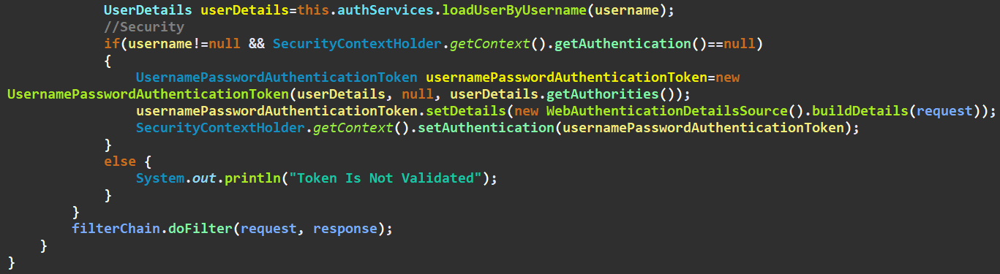 UserDetails userDetails=this.authServices.loadUserByUsername(username);
//Security
if(username!=null && SecurityContextHolder.getContext().getAuthentication()==null)
{
UsernamePasswordAuthenticationToken usernamePasswordAuthenticationToken=new
UsernamePasswordAuthenticationToken(userDetails, null, userDetails.getAuthorities());
usernamePasswordAuthenticationToken.setDetails(new WebAuthenticationDetailsSource().buildDetails(request));
SecurityContextHolder.getContext().setAuthentication(usernamePasswordAuthenticationToken);
}
else {
System.out.println("Token Is Not Validated");
}
}
filterChain.doFilter(request, response);
}
}